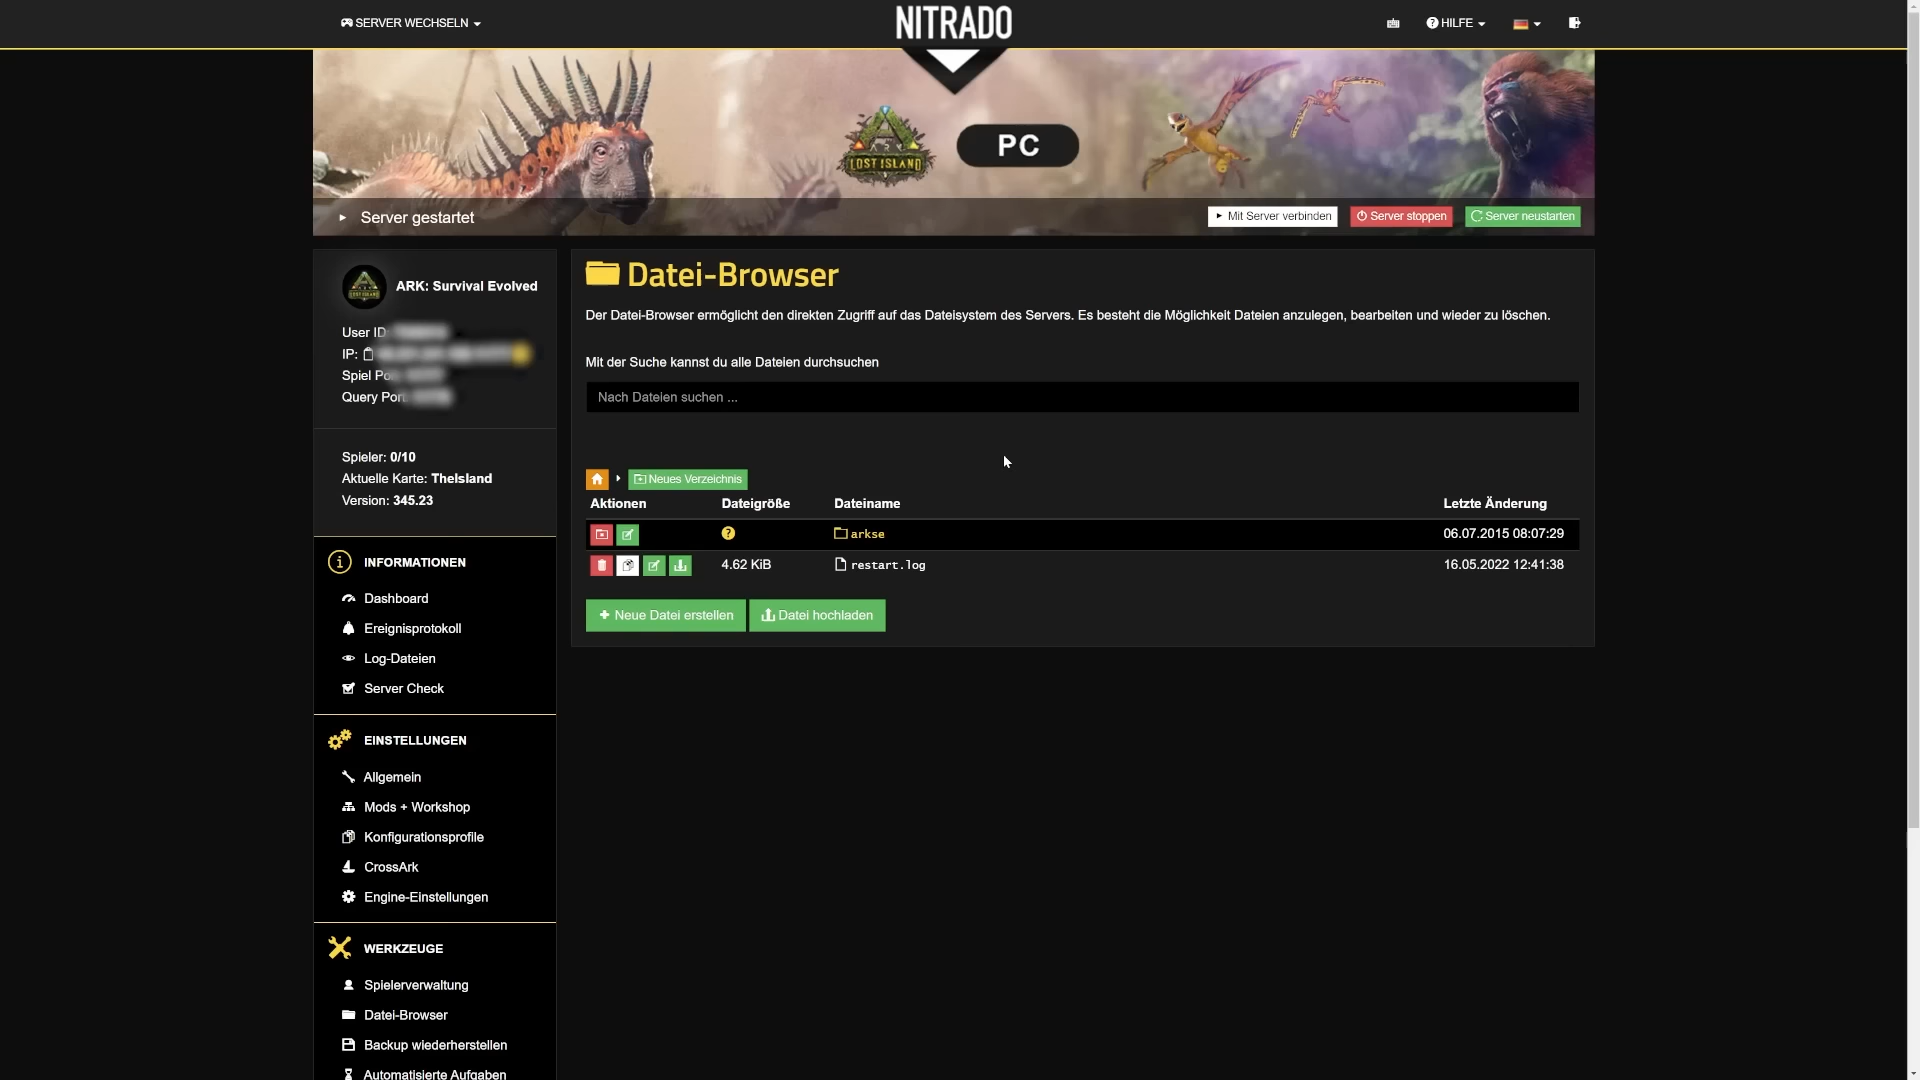 SERVER WECHSELN
NITRADO
HILFE
ARK
LOST ISLAND
PC
Server gestartet
Mit Server verbinden
Server stoppen
Server neustarten
ARK: Survival Evolved
User ID:
IP:
Spiel
Query Port:
Spieler: 0/10
Aktuelle Karte: TheIsland
Version: 345.23
INFORMATIONEN
Dashboard
Ereignisprotokoll
Log-Dateien
Server Check
EINSTELLUNGEN
Allgemein
Mods + Workshop
Konfigurationsprofile
CrossArk
Engine-Einstellungen
WERKZEUGE
Spielerverwaltung
Datei-Browser
Backup wiederherstellen
Automatisierte Aufgaben
Datei-Browser
Der Datei-Browser ermöglicht den direkten Zugriff auf das Dateisystem des Servers. Es besteht die Möglichkeit Dateien anzulegen, bearbeiten und wieder zu löschen.
Mit der Suche kannst du alle Dateien durchsuchen
Nach Dateien suchen ...
Neues Verzeichnis
Aktionen Dateigröße Dateiname Letzte Änderung
arkse 06.07.2015 08:07:29
4.62 KiB restart.log 16.05.2022 12:41:38
+ Neue Datei erstellen
Datei hochladen